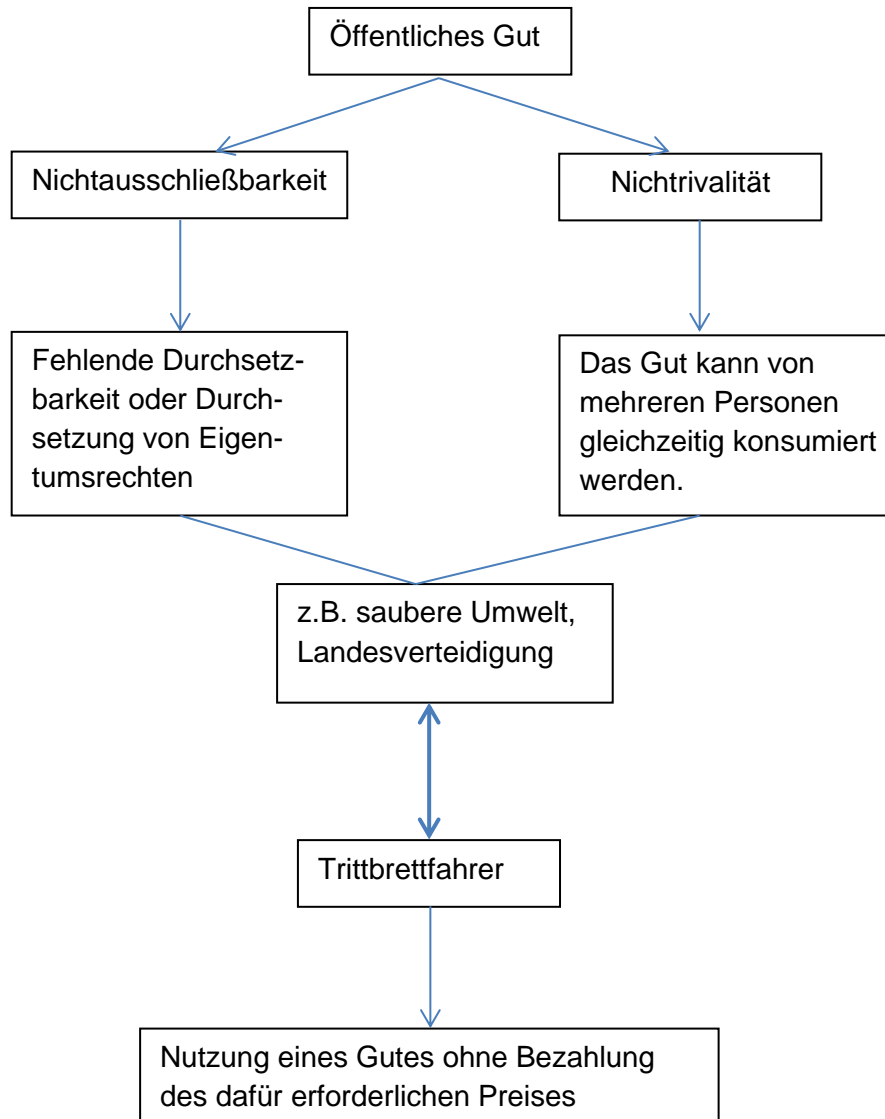 Öffentliches Gut
Nichtausschließbarkeit
Nichtrivalität
Fehlende Durchsetz-
barkeit oder Durch-
setzung von Eigen-
tumsrechten
Das Gut kann von
mehreren Personen
gleichzeitig konsumiert
werden.
z.B. saubere Umwelt,
Landesverteidigung
Trittbrettfahrer
Nutzung eines Gutes ohne Bezahlung
des dafür erforderlichen Preises